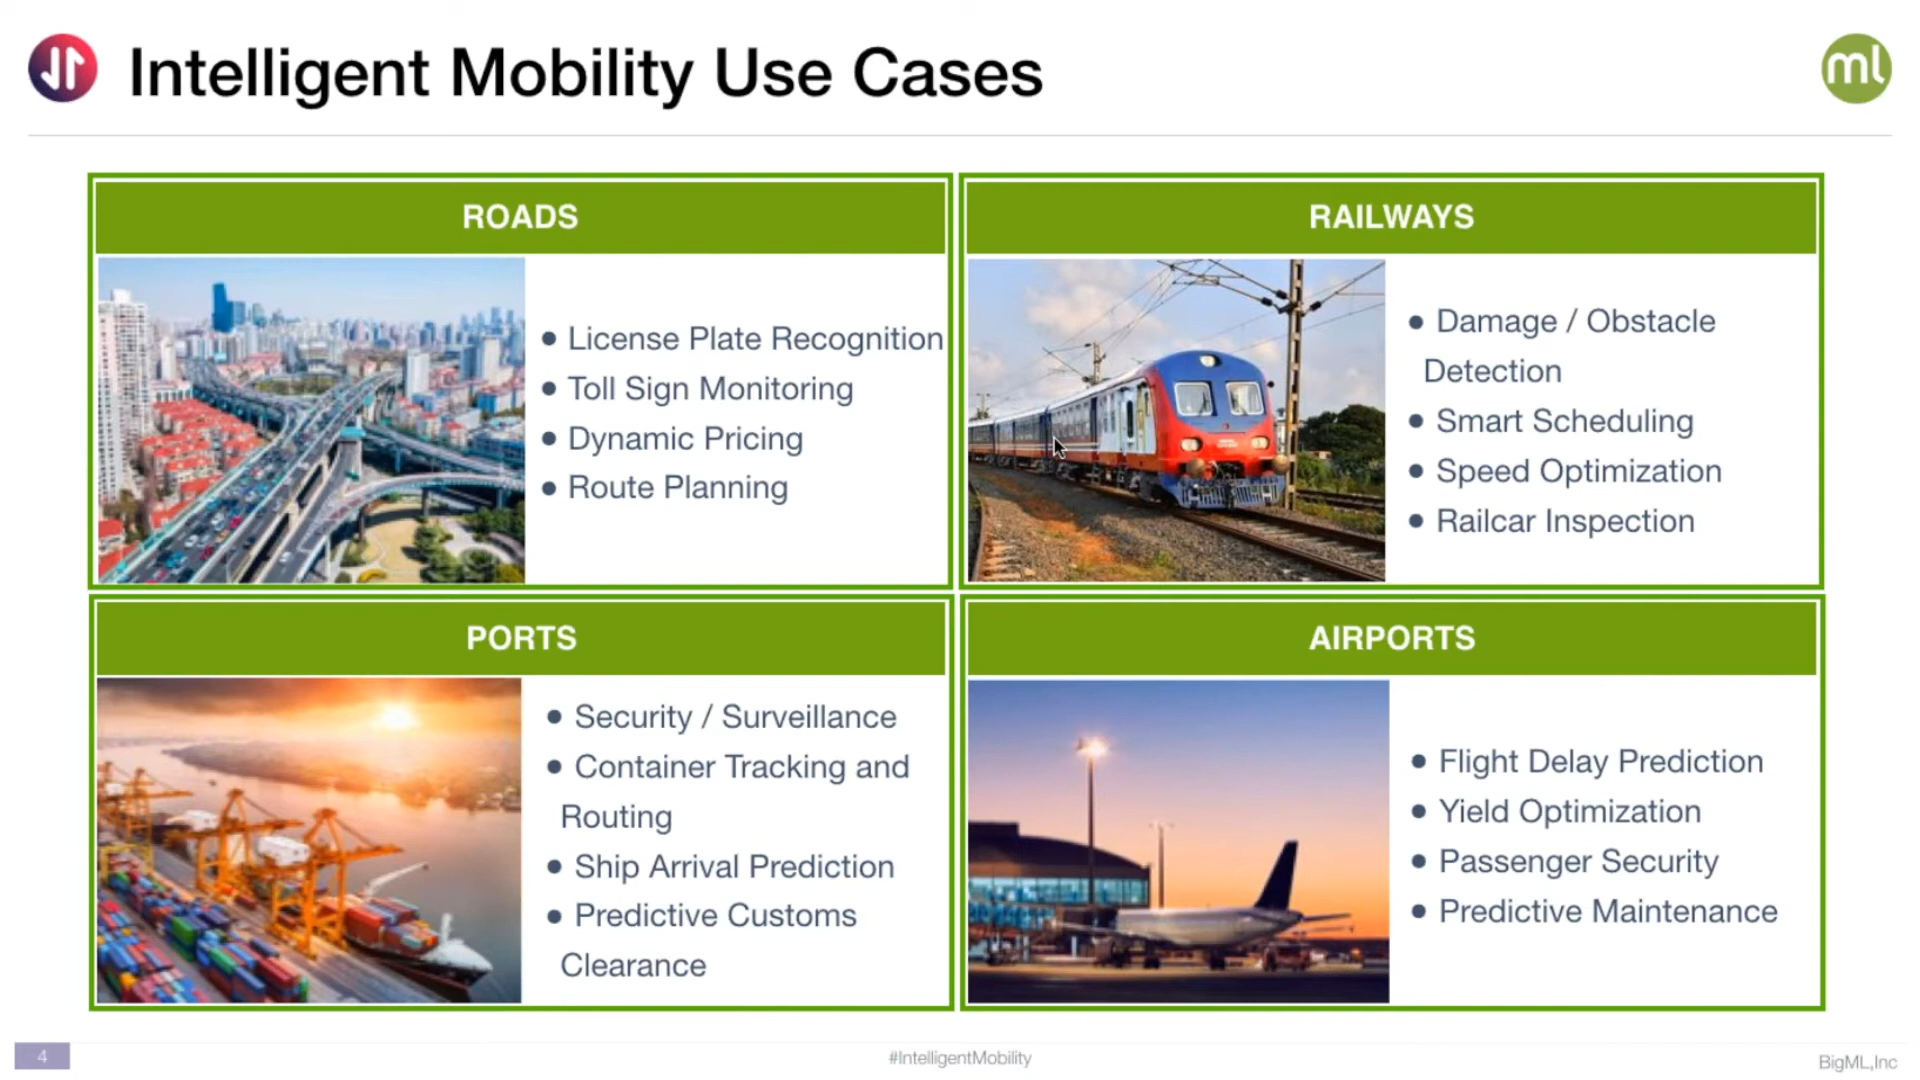 Intelligent Mobility Use Cases
ml
ROADS
● License Plate Recognition
● Toll Sign Monitoring
● Dynamic Pricing
● Route Planning
RAILWAYS
● Damage / Obstacle
Detection
● Smart Scheduling
● Speed Optimization
● Railcar Inspection
PORTS
● Security / Surveillance
● Container Tracking and
Routing
● Ship Arrival Prediction
● Predictive Customs
Clearance
AIRPORTS
● Flight Delay Prediction
● Yield Optimization
● Passenger Security
● Predictive Maintenance
4
#IntelligentMobility
BigML,Inc